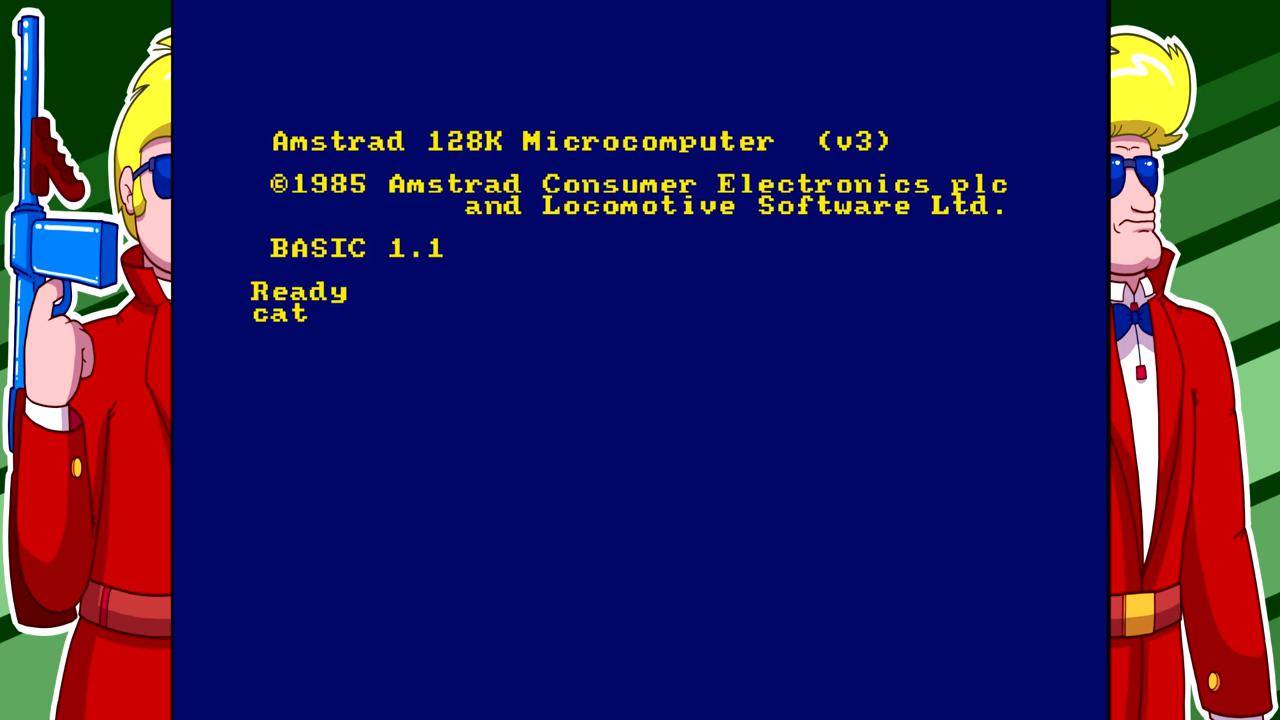 Amstrad 128K Microcomputer (v3)
©1985 Amstrad Consumer Electronics plc
and Locomotive Software Ltd.
BASIC 1.1
Ready
cat